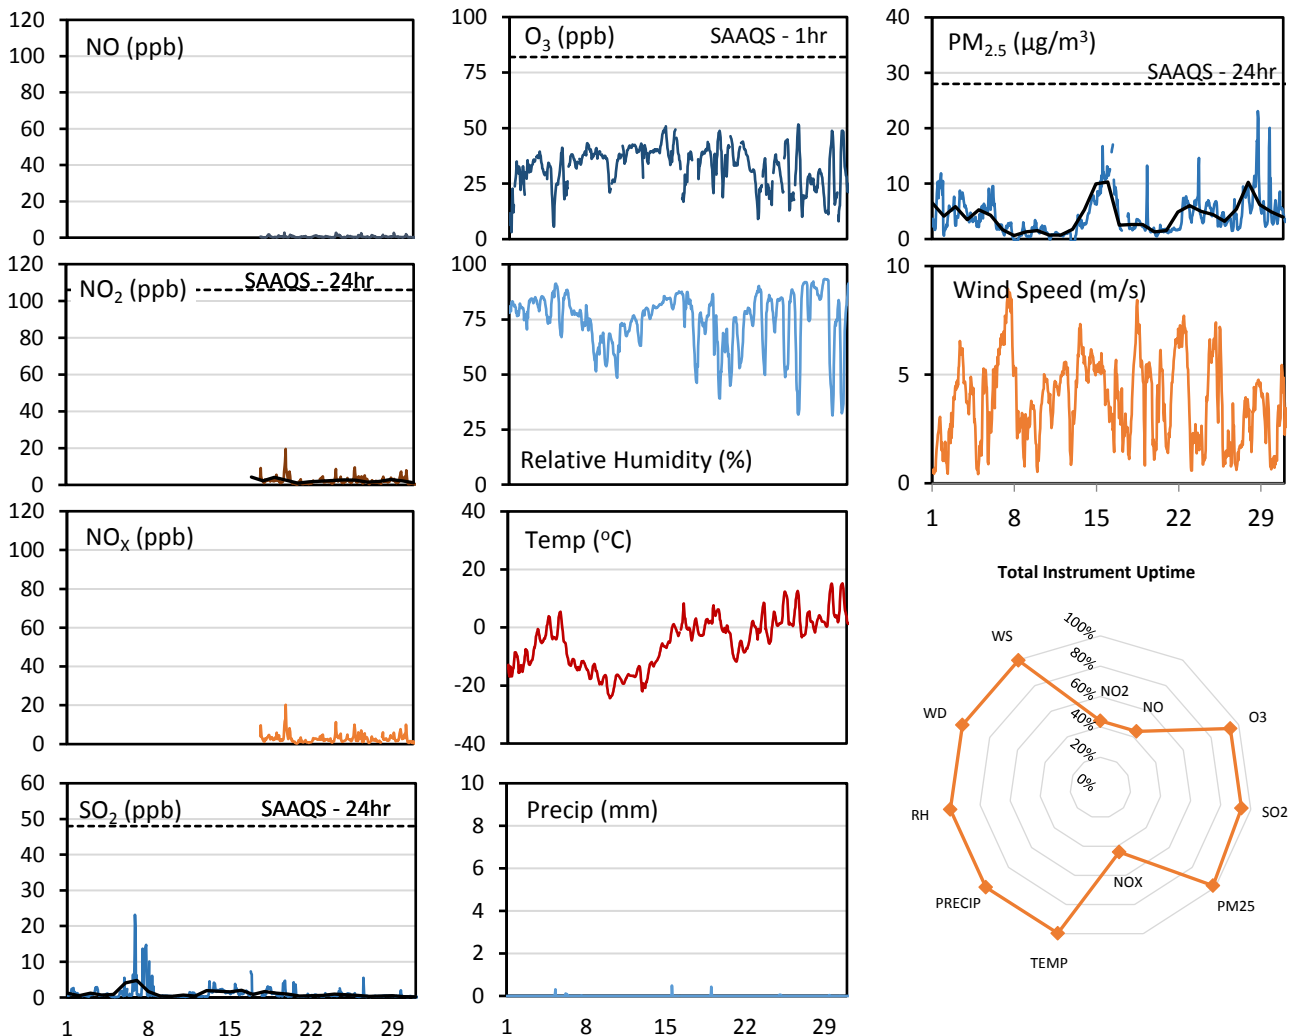 NO (ppb)
120
100
80
60
40
20
0
NO2 (ppb)
SAAQS - 24hr
120
100
80
60
40
20
0
NOX (ppb)
120
100
80
60
40
20
0
SO2 (ppb)
SAAQS - 24hr
60
50
40
30
20
10
0
1 8 15 22 29
O3 (ppb)
SAAQS - 1hr
100
75
50
25
0
100
75
50
25
0
Relative Humidity (%)
Temp (oC)
40
20
0
-20
-40
Precip (mm)
10
8
6
4
2
0
1 8 15 22 29
PM2.5 (µg/m³)
SAAQS - 24hr
40
30
20
10
0
Wind Speed (m/s)
10
5
0
1 8 15 22 29
Total Instrument Uptime
100%
80%
60%
40%
20%
0%
NO2
NO
O3
SO2
PM25
NOX
TEMP
PRECIP
RH
WD
WS